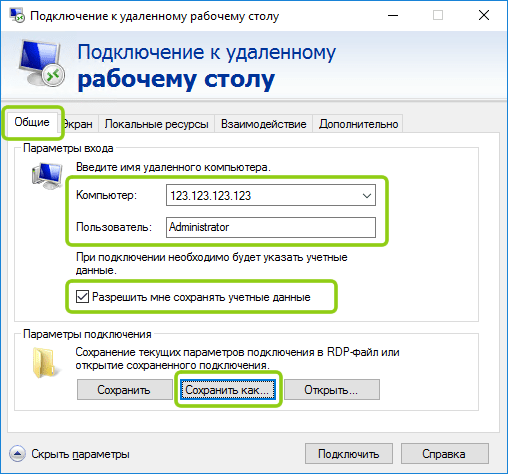 Подключение к удаленному рабочему столу
Подключение к удаленному
рабочему столу
Общие Экран Локальные ресурсы Взаимодействие Дополнительно
Параметры входа
Введите имя удаленного компьютера.
Компьютер: 123.123.123.123
Пользователь: Administrator
При подключении необходимо будет указать учетные
данные.
Разрешить мне сохранять учетные данные
Параметры подключения
Сохранение текущих параметров подключения в RDP-файл или
открытие сохраненного подключения.
Сохранить Сохранить как... Открыть...
Скрыть параметры Подключить Справка